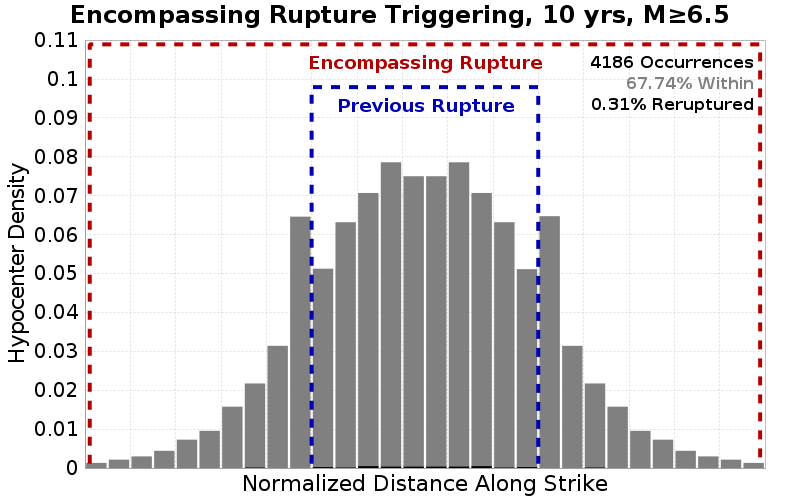 Encompassing Rupture Triggering, 10 yrs, M≥6.5
0.11
Encompassing Rupture
4186 Occurrences
0.1
67.74% Within
Previous Rupture
0.31% Reruptured
0.09
0.08
0.07
0.06
0.05
0.04
0.03
0.02
0.01
0
Hypocenter Density
Normalized Distance Along Strike